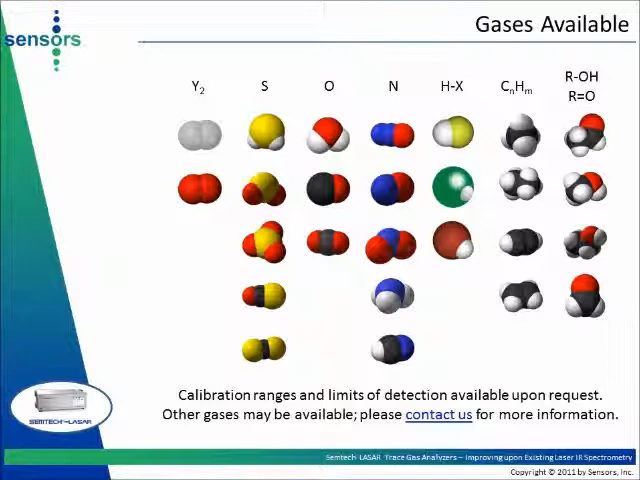 Gases Available
sensors
Y2 S O N H-X CnHm R-OH
R=O
Calibration ranges and limits of detection available upon request.
Other gases may be available; please contact us for more information.
SEMTECH LASAR
Semtech LASAR Trace Gas Analyzers – Improving upon Existing Laser IR Spectrometry
Copyright © 2011 by Sensors, Inc.